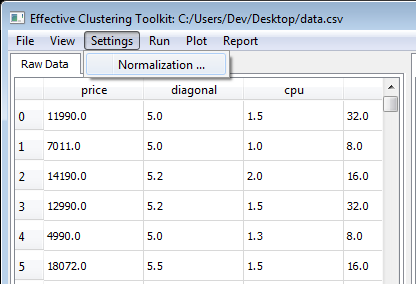 Effective Clustering Toolkit: C:/Users/Dev/Desktop/data.csv
File View Settings Run Plot Report
Raw Data Normalization ...
price diagonal cpu
0 11990.0 5.0 1.5 32.0
1 7011.0 5.0 1.0 8.0
2 14190.0 5.2 2.0 16.0
3 12990.0 5.2 1.5 32.0
4 4990.0 5.0 1.3 8.0
5 18072.0 5.5 1.5 16.0